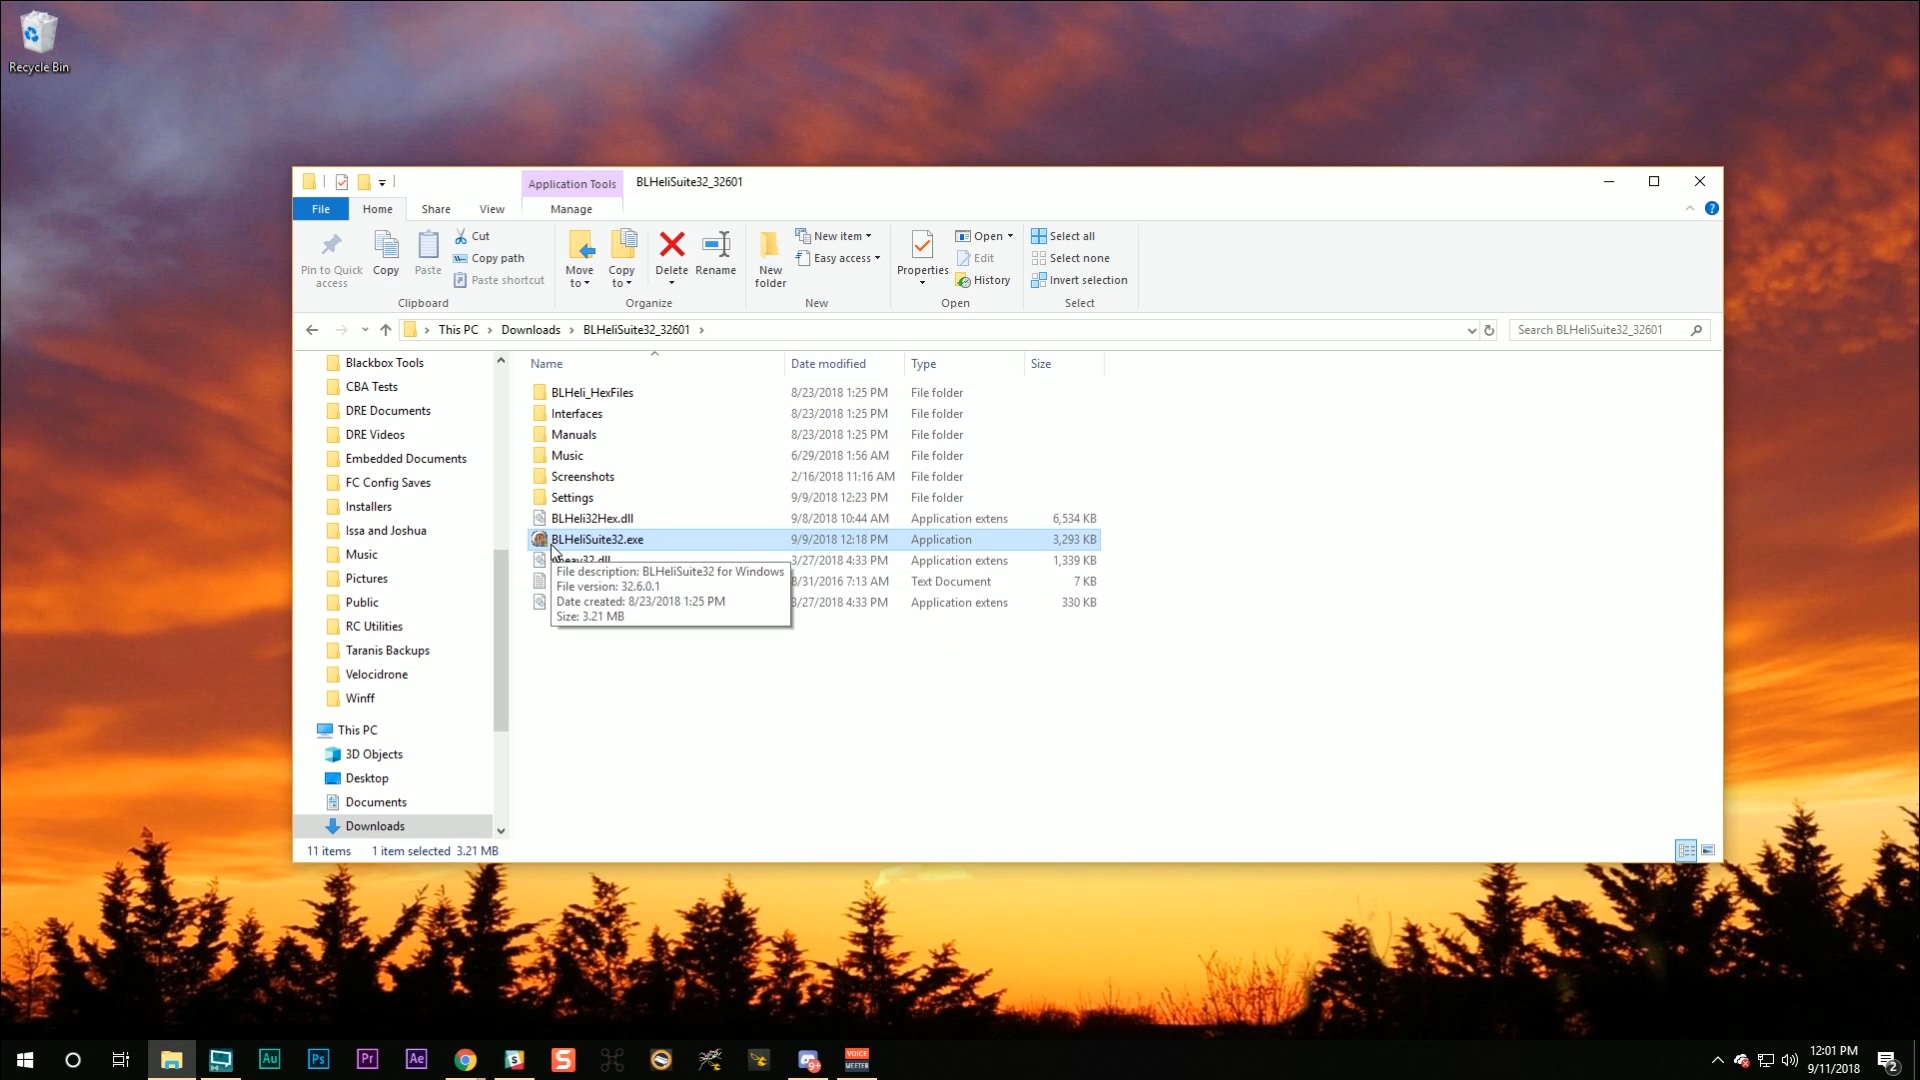 Recycle Bin
Application Tools
BLHeliSuite32_32601
File
Home
Share
View
Manage
Pin to Quick access
Copy
Paste
Cut
Copy path
Paste shortcut
Clipboard
Move to
Copy to
Delete
Rename
Organize
New folder
New item
Easy access
New
Properties
Open
Edit
History
Open
Select all
Select none
Invert selection
Select
This PC > Downloads > BLHeliSuite32_32601 >
Search BLHeliSuite32_32601
Blackbox Tools
CBA Tests
DRE Documents
DRE Videos
Embedded Documents
FC Config Saves
Installers
Issa and Joshua
Music
Pictures
Public
RC Utilities
Taranis Backups
Velocidrone
Winff
This PC
3D Objects
Desktop
Documents
Downloads
Name Date modified Type Size
BLHeli_HexFiles 8/23/2018 1:25 PM File folder
Interfaces 8/23/2018 1:25 PM File folder
Manuals 8/23/2018 1:25 PM File folder
Music 6/29/2018 1:56 AM File folder
Screenshots 2/16/2018 11:16 AM File folder
Settings 9/9/2018 12:23 PM File folder
BLHeli32Hex.dll 9/8/2018 10:44 AM Application extens 6,534 KB
BLHeliSuite32.exe 9/9/2018 12:18 PM Application 3,293 KB
/27/2018 4:33 PM Application extens 1,339 KB
/31/2016 7:13 AM Text Document 7 KB
/27/2018 4:33 PM Application extens 330 KB
File description: BLHeliSuite32 for Windows
File version: 32.6.0.1
Date created: 8/23/2018 1:25 PM
Size: 3.21 MB
11 items 1 item selected 3.21 MB
Au
Ps
Pr
Ae
S
9+
VOICE
MEETER
12:01 PM
9/11/2018
2